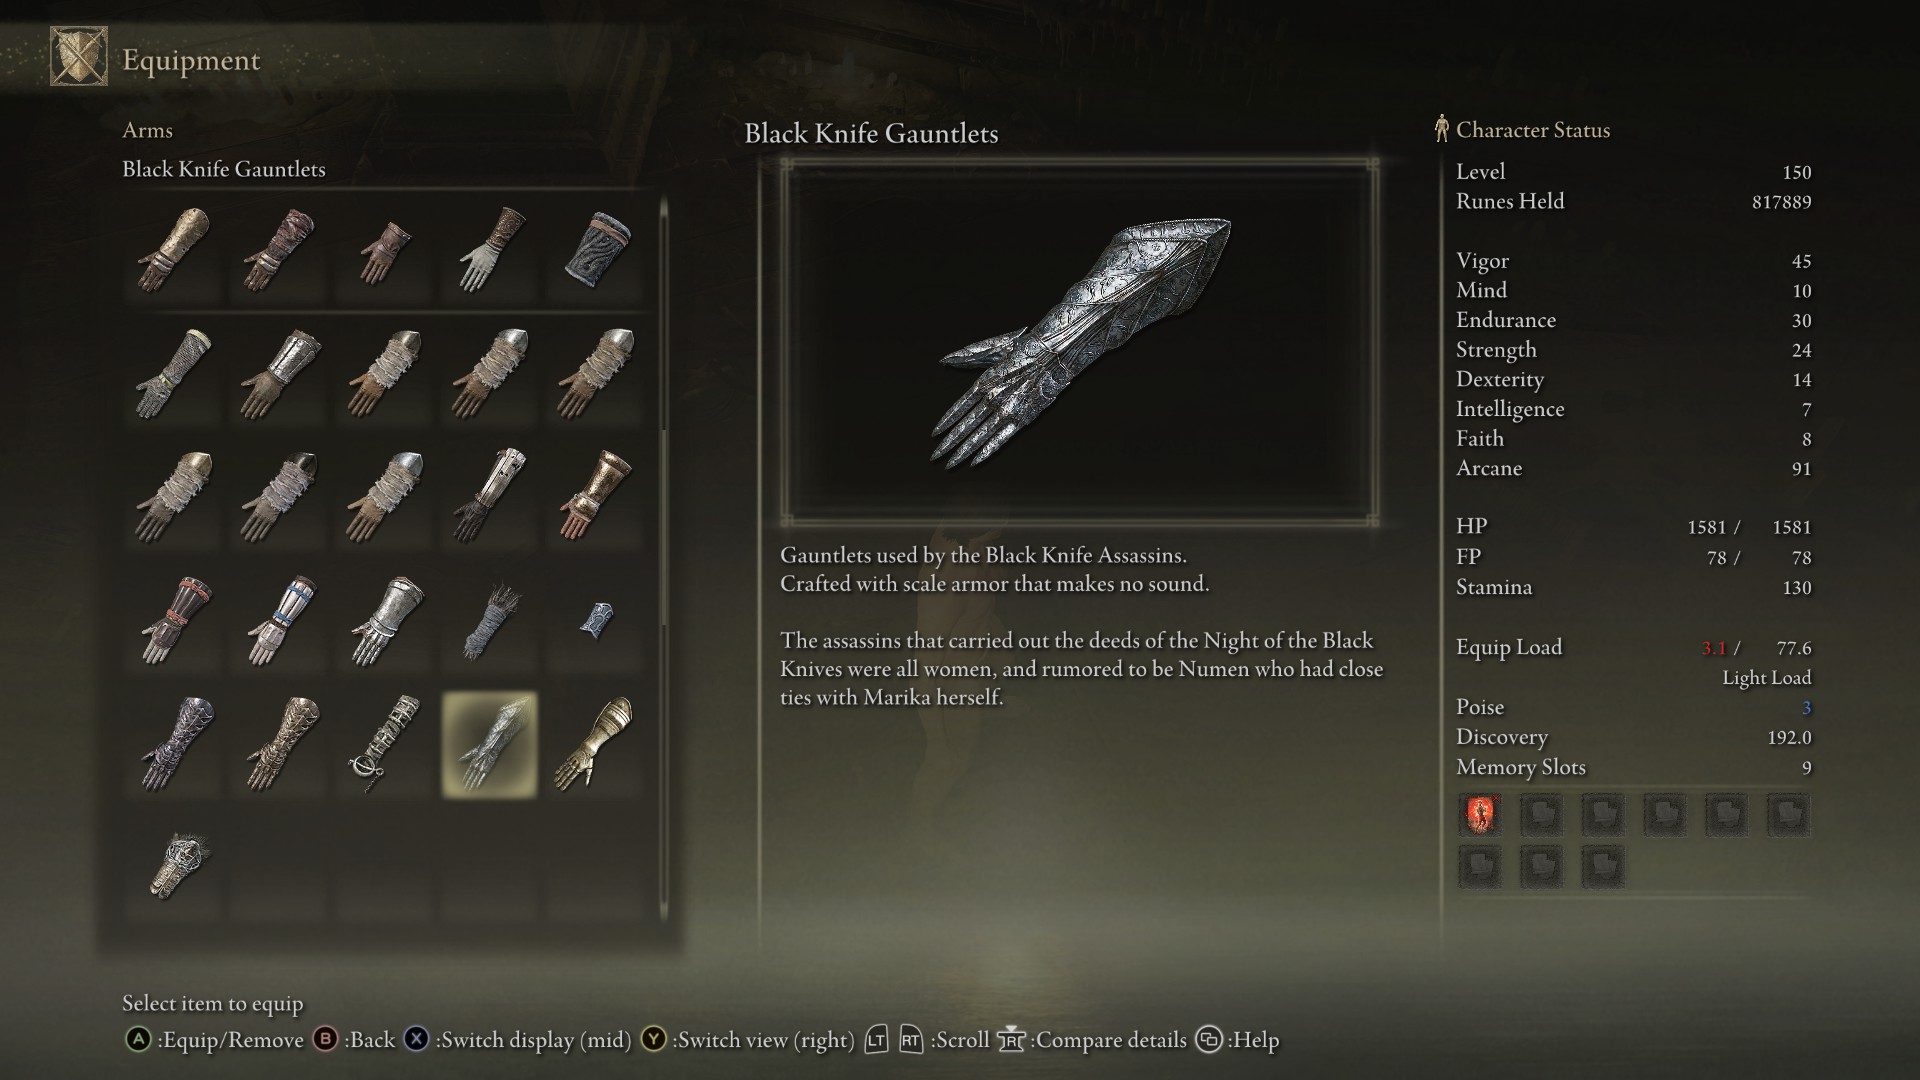 Equipment
Arms
Black Knife Gauntlets
Black Knife Gauntlets
Gauntlets used by the Black Knife Assassins.
Crafted with scale armor that makes no sound.
The assassins that carried out the deeds of the Night of the Black
Knives were all women, and rumored to be Numen who had close
ties with Marika herself.
Character Status
Level 150
Runes Held 817889
Vigor 45
Mind 10
Endurance 30
Strength 24
Dexterity 14
Intelligence 7
Faith 8
Arcane 91
HP 1581 / 1581
FP 78 / 78
Stamina 130
Equip Load 3.1 / 77.6
Light Load
Poise 3
Discovery 192.0
Memory Slots 9
Select item to equip
A :Equip/Remove B :Back X :Switch display (mid) Y :Switch view (right) LT RT :Scroll R :Compare details :Help